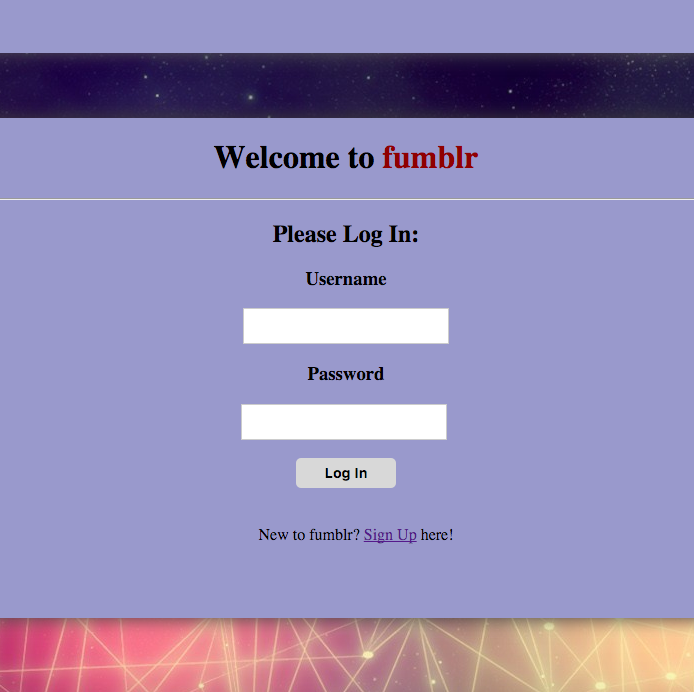 Welcome to fumblr
Please Log In:
Username
Password
Log In
New to fumblr? Sign Up here!